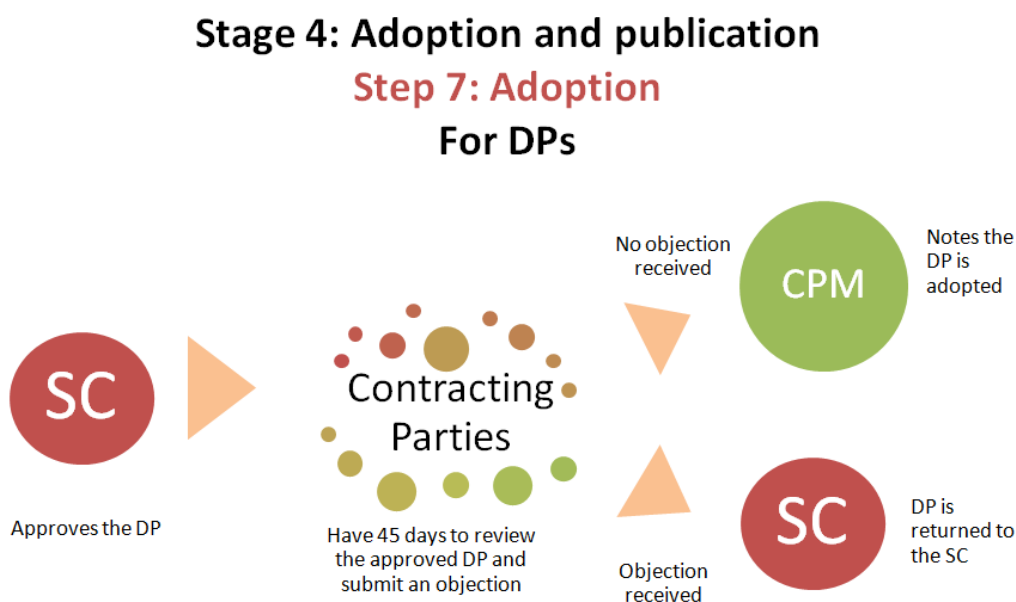 Stage 4: Adoption and publication
Step 7: Adoption
For DPs
SC
Approves the DP
Contracting
Parties
Have 45 days to review
the approved DP and
submit an objection
No objection
received
CPM
Notes the
DP is
adopted
Objection
received
SC
DP is
returned to
the SC